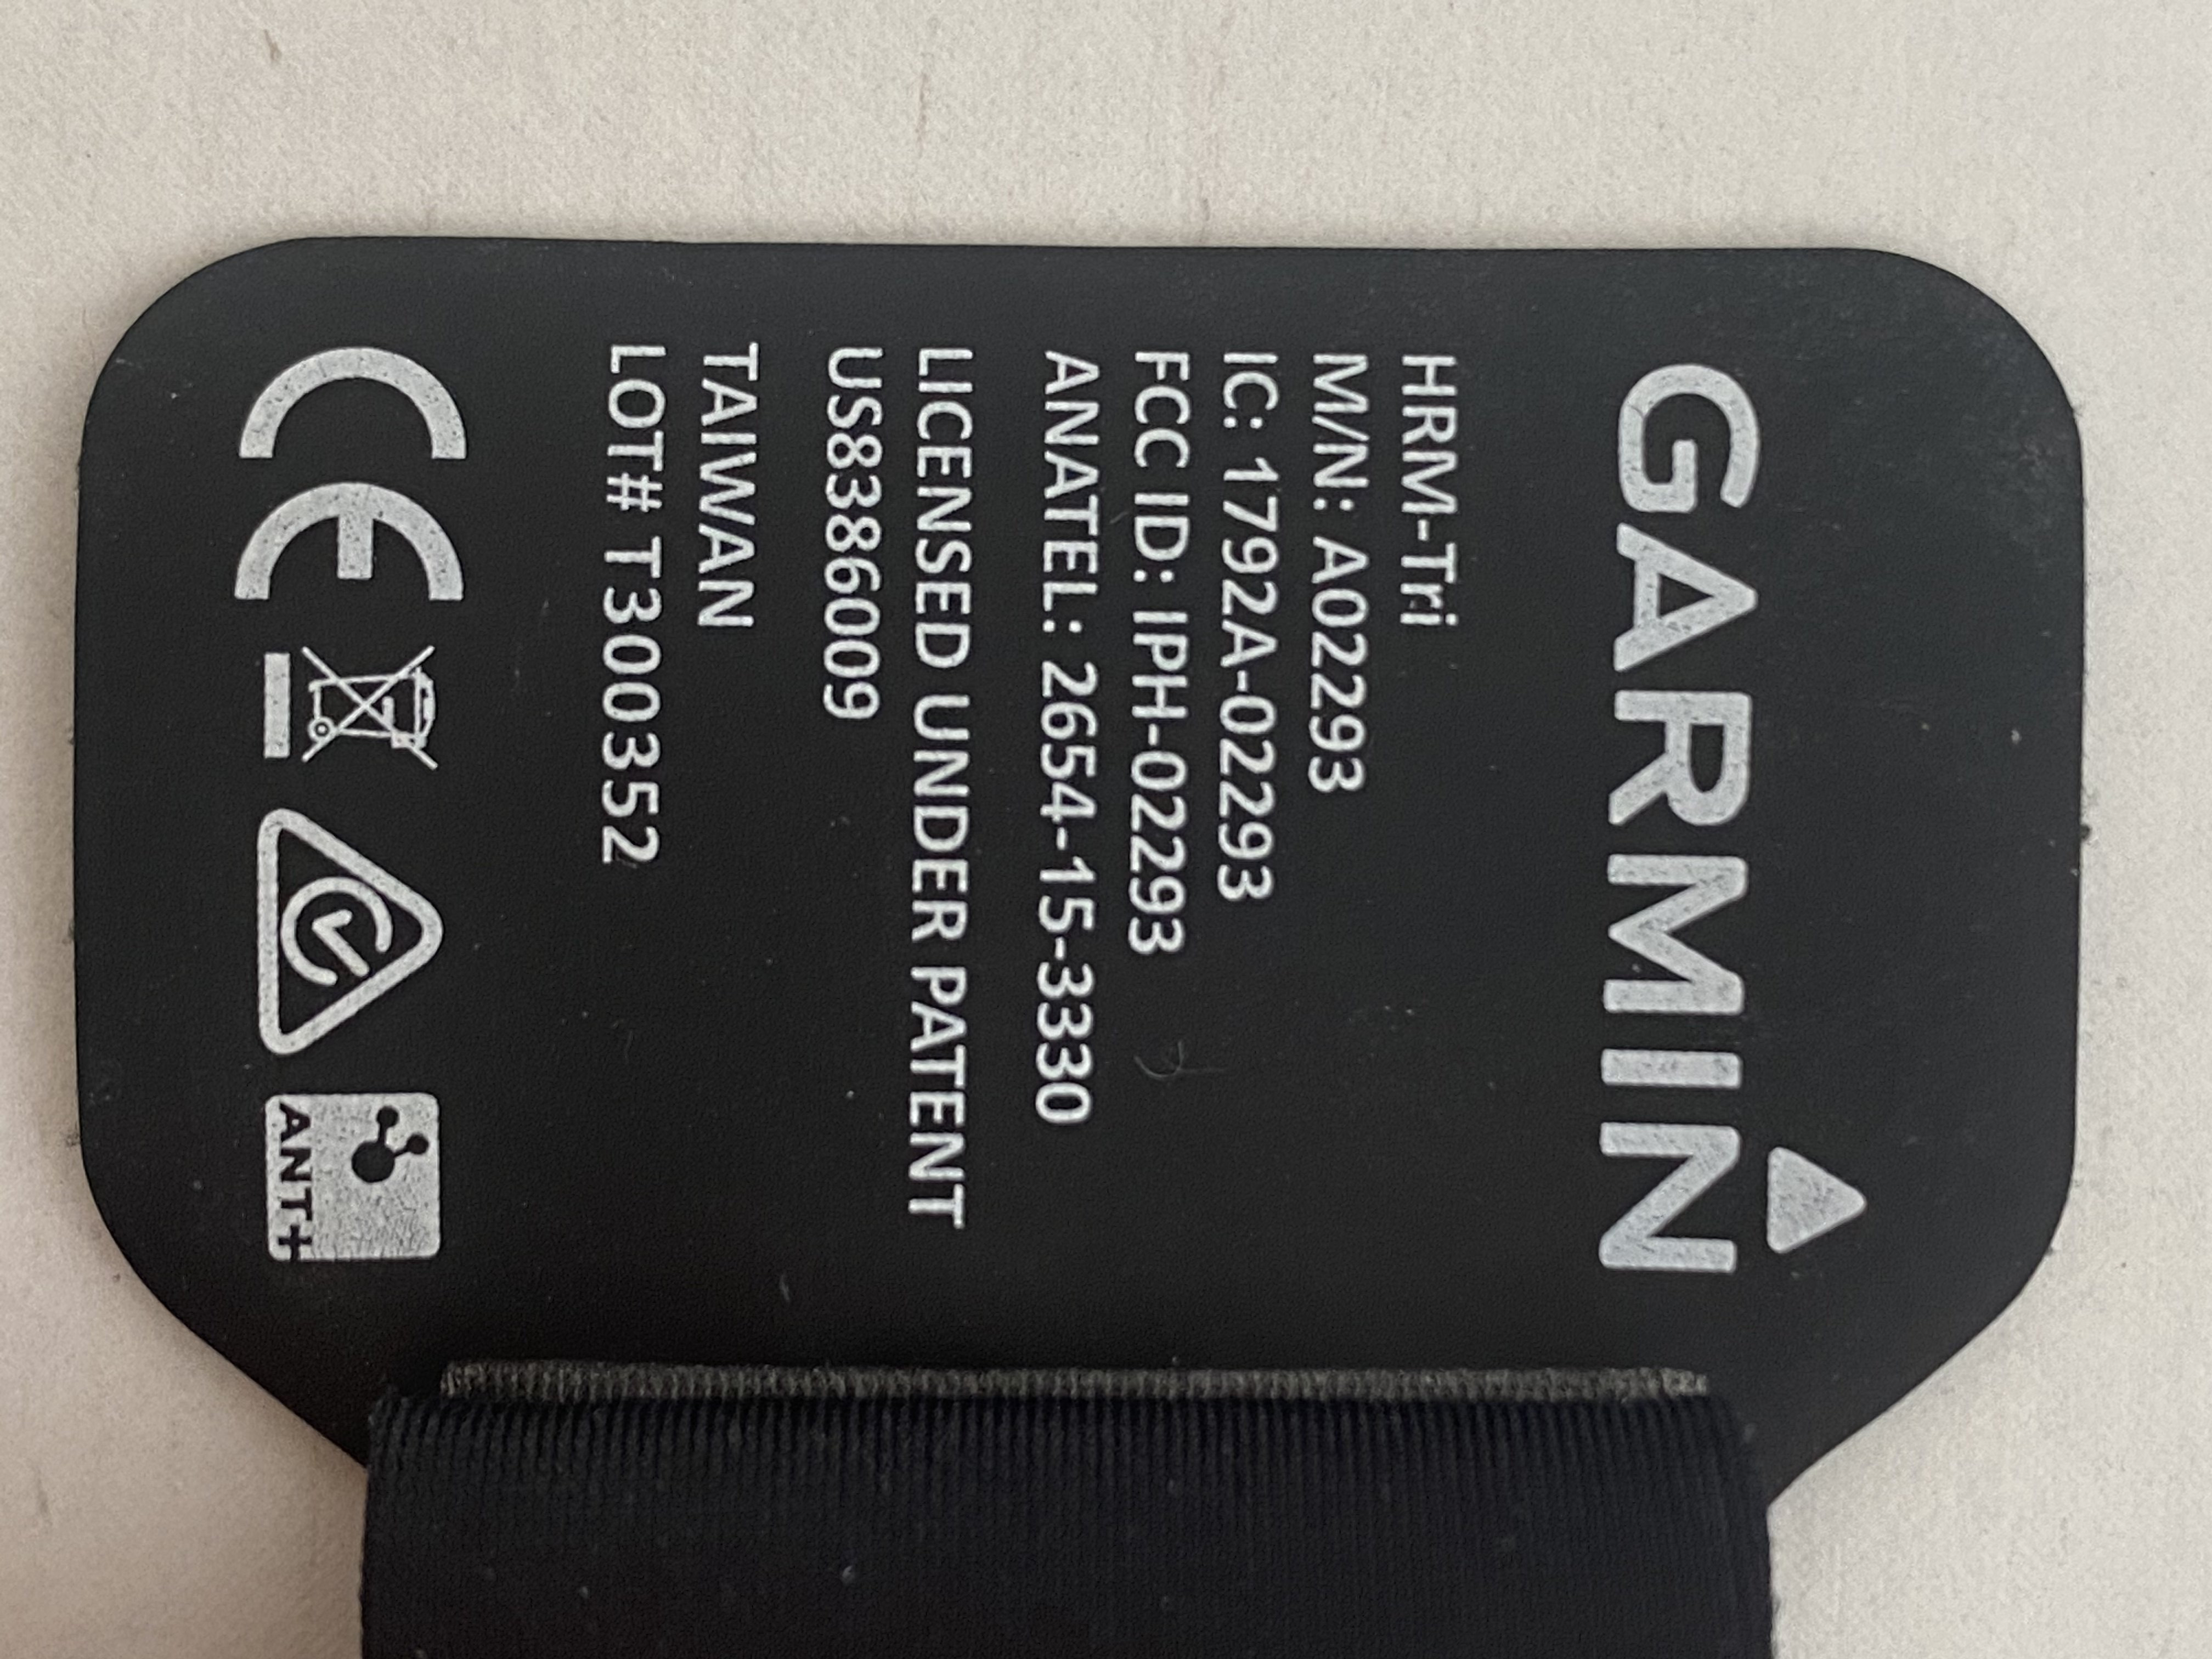 GARMIN
HRM-Tri
M/N: A02293
IC: 1792A-02293
FCC ID: IPH-02293
ANATEL: 2654-15-3330
LICENSED UNDER PATENT
US8386009
TAIWAN
LOT# T300352
CE
ANT+